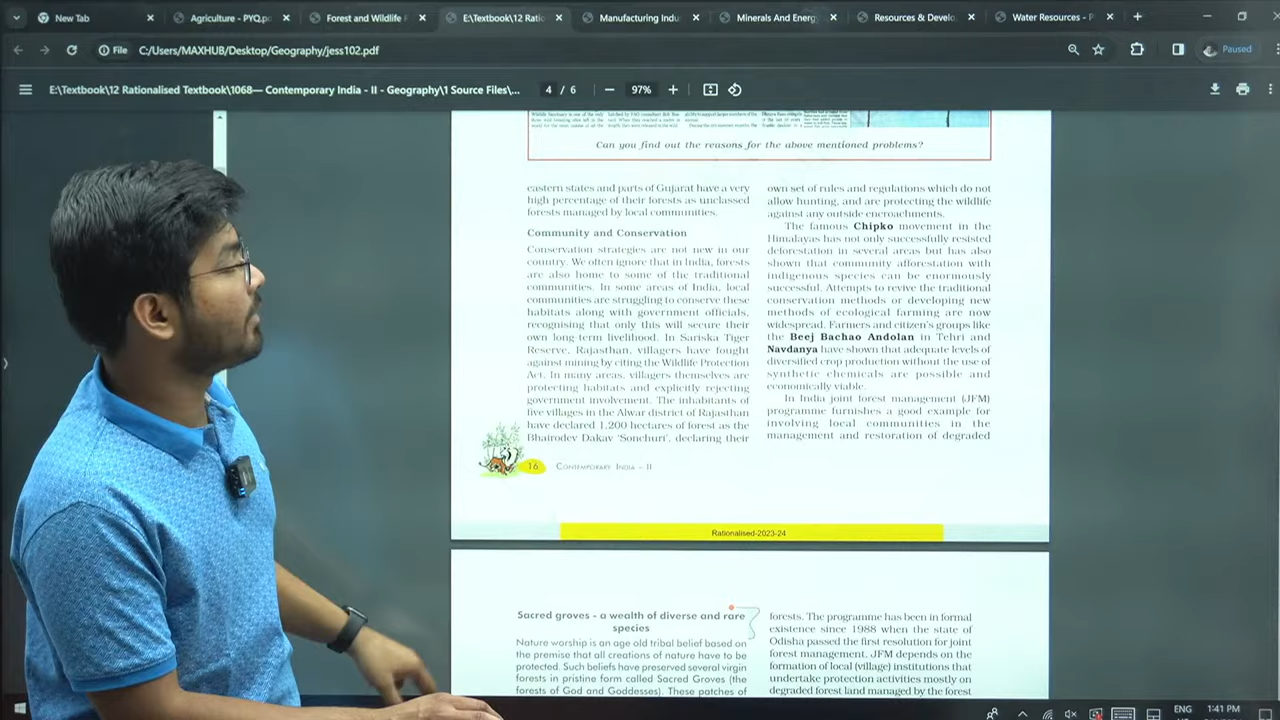 New Tab
Agriculture - PYQ.p
Forest and Wildlife
E:\Textbook\12 Ratio
Manufacturing Indu
Minerals And Energ
Resources & Develo
Water Resources -
File
C:/Users/MAXHUB/Desktop/Geography/jess102.pdf
Paused
E:\Textbook\12 Rationalised Textbook\1068— Contemporary India - II - Geography\1 Source Files\...
4 / 6
97%
Can you find out the reasons for the above mentioned problems?
eastern states and parts of Gujarat have a very
high percentage of their forests as unclassed
forests managed by local communities.
Community and Conservation
Conservation strategies are not new in our
country. We often ignore that in India, forests
are also home to some of the traditional
communities. In some areas of India, local
communities are struggling to conserve these
habitats along with government officials,
recognising that only this will secure their
own long-term livelihood. In Sariska Tiger
Reserve, Rajasthan, villagers have fought
against mining by citing the Wildlife Protection
Act. In many areas, villagers themselves are
protecting habitats and explicitly rejecting
government involvement. The inhabitants of
five villages in the Alwar district of Rajasthan
have declared 1,200 hectares of forest as the
Bhairodev Dakav 'Sonchuri', declaring their
own set of rules and regulations which do not
allow hunting, and are protecting the wildlife
against any outside encroachments.
The famous Chipko movement in the
Himalayas has not only successfully resisted
deforestation in several areas but has also
shown that community afforestation with
indigenous species can be enormously
successful. Attempts to revive the traditional
conservation methods or developing new
methods of ecological farming are now
widespread. Farmers and citizen's groups like
the Beej Bachao Andolan in Tehri and
Navdanya have shown that adequate levels of
diversified crop production without the use of
synthetic chemicals are possible and
economically viable.
In India joint forest management (JFM)
programme furnishes a good example for
involving local communities in the
management and restoration of degraded
16 Contemporary India - II
Rationalised-2023-24
Sacred groves - a wealth of diverse and rare
species
Nature worship is an age old tribal belief based on
the premise that all creations of nature have to be
protected. Such beliefs have preserved several virgin
forests in pristine form called Sacred Groves (the
forests of God and Goddesses). These patches of
forests. The programme has been in formal
existence since 1988 when the state of
Odisha passed the first resolution for joint
forest management. JFM depends on the
formation of local (village) institutions that
undertake protection activities mostly on
degraded forest land managed by the forest
ENG
1:41 PM